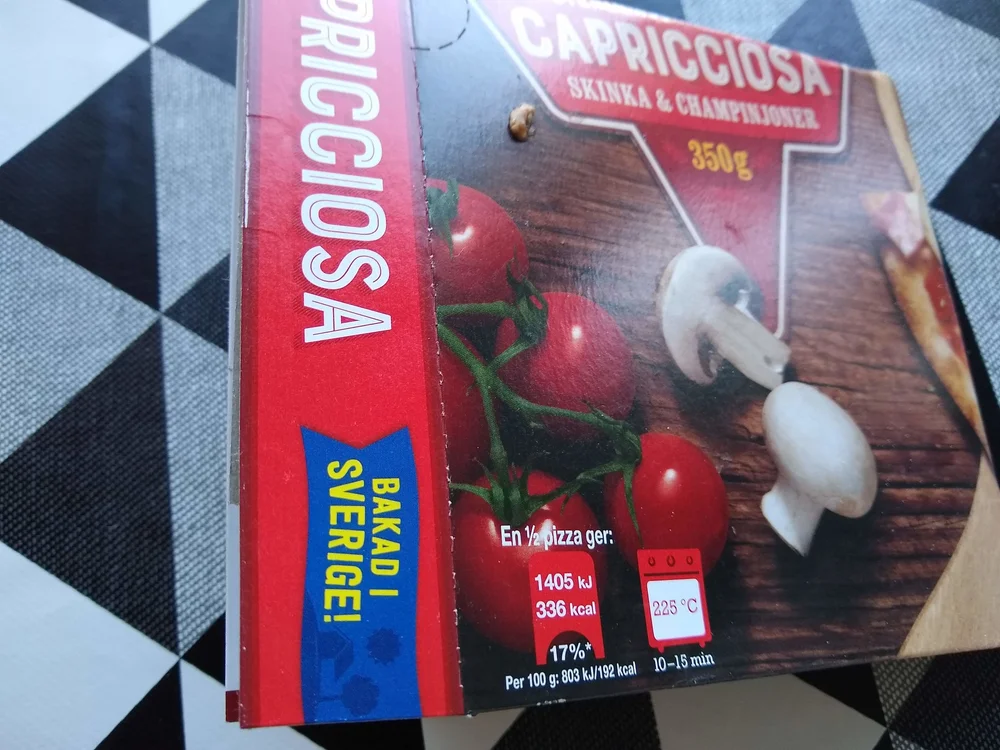 PRICCIOSA
BAKAD I
SVERIGE!
CAPRICCIOSA
SKINKA & CHAMPINJONER
350g
En ½ pizza ger:
1405 kJ
336 kcal
17%*
Per 100 g: 803 kJ/192 kcal
225 °C
10–15 min